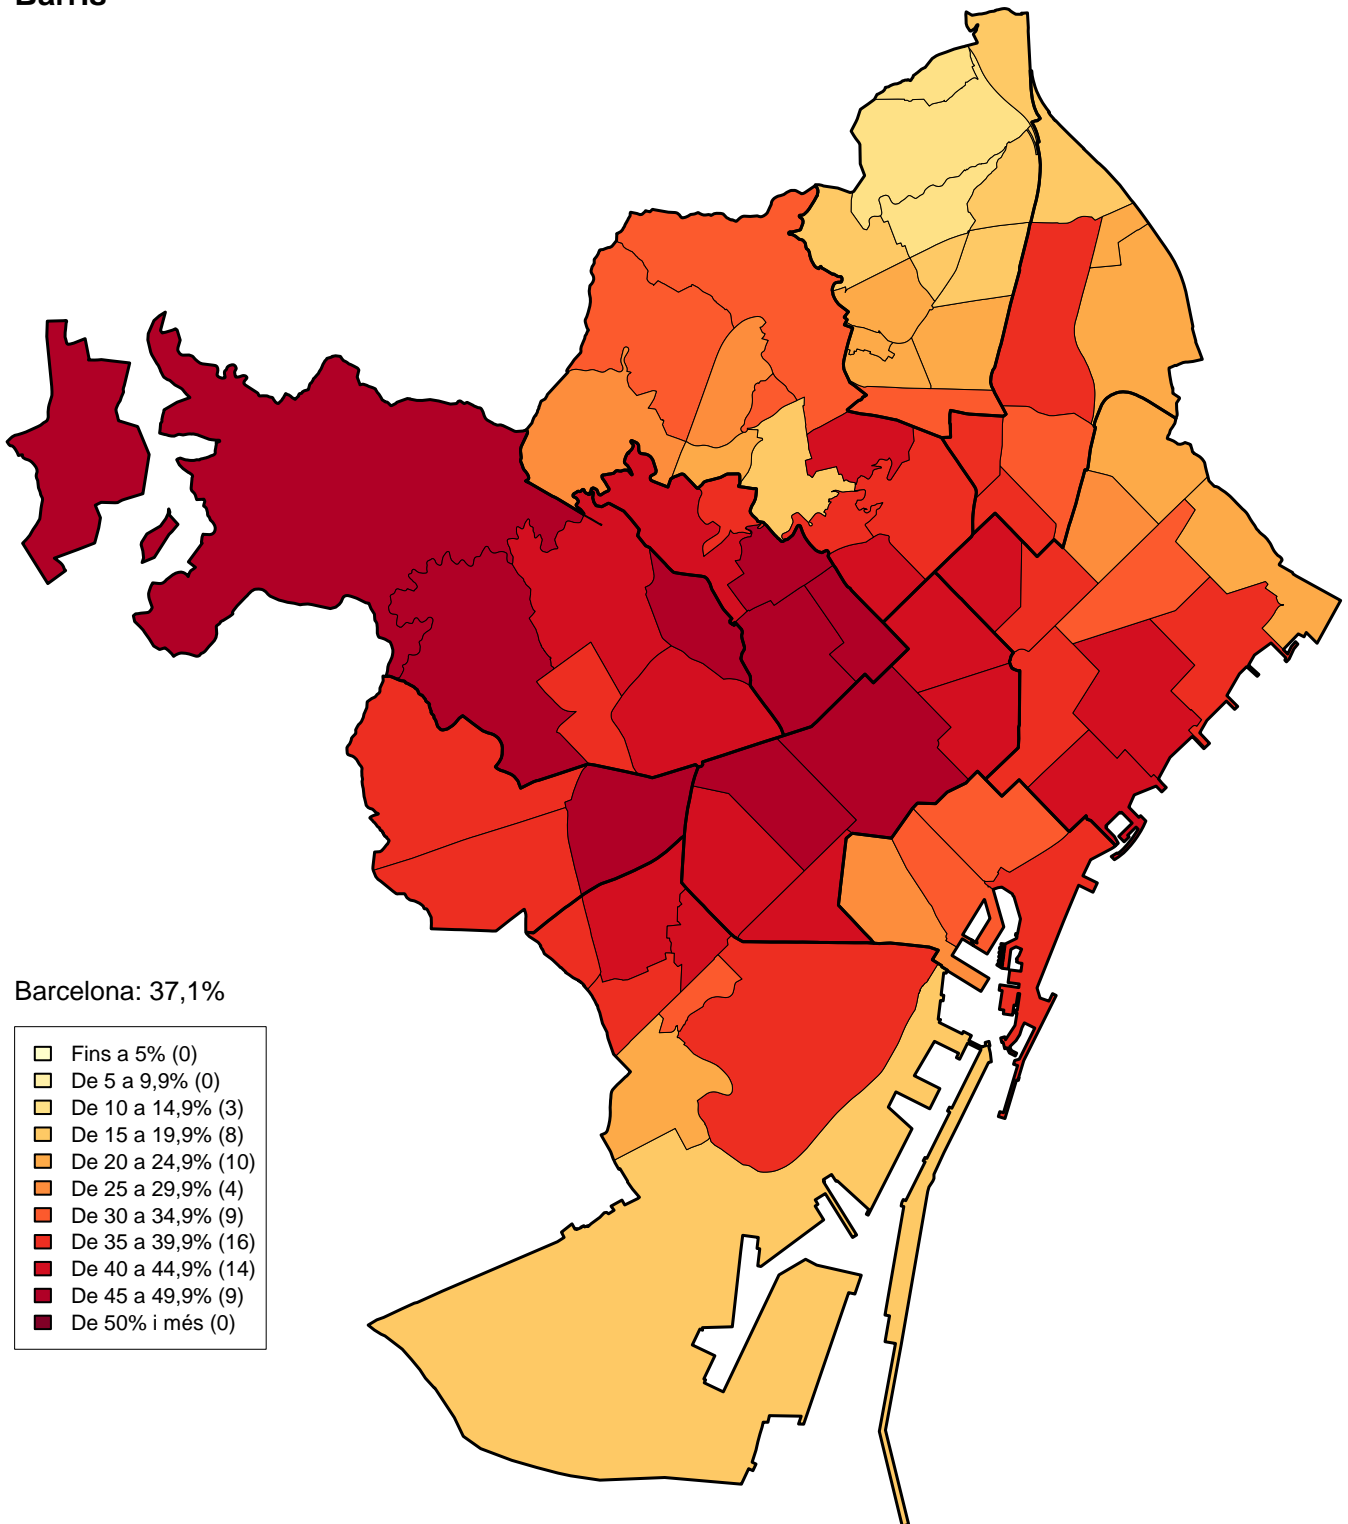 Barris
Barcelona: 37,1%
Fins a 5% (0)
De 5 a 9,9% (0)
De 10 a 14,9% (3)
De 15 a 19,9% (8)
De 20 a 24,9% (10)
De 25 a 29,9% (4)
De 30 a 34,9% (9)
De 35 a 39,9% (16)
De 40 a 44,9% (14)
De 45 a 49,9% (9)
De 50% i més (0)